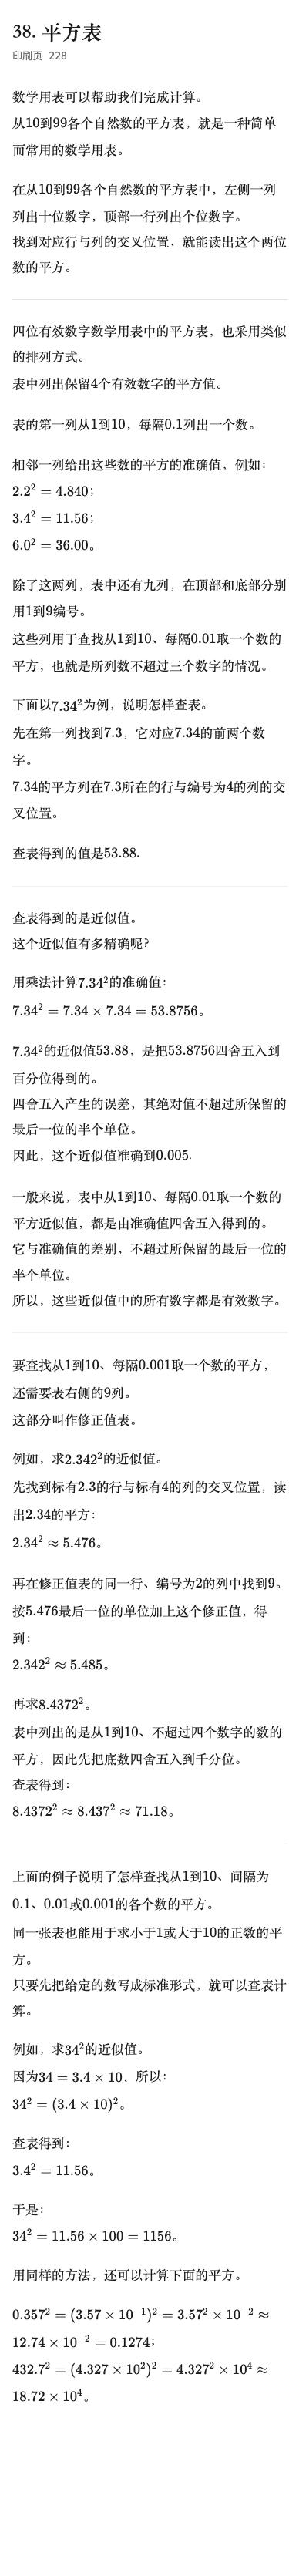 38. 平方表
印刷页 228
数学用表可以帮助我们完成计算。
从10到99各个自然数的平方表，就是一种简单
而常用的数学用表。
在从10到99各个自然数的平方表中，左侧一列
列出十位数字，顶部一行列出个位数字。
找到对应行与列的交叉位置，就能读出这个两位
数的平方。
四位有效数字数学用表中的平方表，也采用类似
的排列方式。
表中列出保留4个有效数字的平方值。
表的第一列从1到10，每隔0.1列出一个数。
相邻一列给出这些数的平方的准确值，例如：
2.2² = 4.840；
3.4² = 11.56；
6.0² = 36.00。
除了这两列，表中还有九列，在顶部和底部分别
用1到9编号。
这些列用于查找从1到10、每隔0.01取一个数的
平方，也就是所列数不超过三个数字的情况。
下面以7.34²为例，说明怎样查表。
先在第一列找到7.3，它对应7.34的前两个数
字。
7.34的平方列在7.3所在的行与编号为4的列的交
叉位置。
查表得到的值是53.88.
查表得到的是近似值。
这个近似值有多精确呢？
用乘法计算7.34²的准确值：
7.34² = 7.34 × 7.34 = 53.8756。
7.34²的近似值53.88，是把53.8756四舍五入到
百分位得到的。
四舍五入产生的误差，其绝对值不超过所保留的
最后一位的半个单位。
因此，这个近似值准确到0.005.
一般来说，表中从1到10、每隔0.01取一个数的
平方近似值，都是由准确值四舍五入得到的。
它与准确值的差别，不超过所保留的最后一位的
半个单位。
所以，这些近似值中的所有数字都是有效数字。
要查找从1到10、每隔0.001取一个数的平方，
还需要表右侧的9列。
这部分叫作修正值表。
例如，求2.342²的近似值。
先找到标有2.3的行与标有4的列的交叉位置，读
出2.34的平方：
2.34² ≈ 5.476。
再在修正值表的同一行、编号为2的列中找到9。
按5.476最后一位的单位加上这个修正值，得
到：
2.342² ≈ 5.485。
再求8.4372²。
表中列出的是从1到10、不超过四个数字的数的
平方，因此先把底数四舍五入到千分位。
查表得到：
8.4372² ≈ 8.437² ≈ 71.18。
上面的例子说明了怎样查找从1到10、间隔为
0.1、0.01或0.001的各个数的平方。
同一张表也能用于求小于1或大于10的正数的平
方。
只要先把给定的数写成标准形式，就可以查表计
算。
例如，求34²的近似值。
因为34 = 3.4 × 10，所以：
34² = (3.4 × 10)²。
查表得到：
3.4² = 11.56。
于是：
34² = 11.56 × 100 = 1156。
用同样的方法，还可以计算下面的平方。
0.357² = (3.57 × 10⁻¹)² = 3.57² × 10⁻² ≈
12.74 × 10⁻² = 0.1274；
432.7² = (4.327 × 10²)² = 4.327² × 10⁴ ≈
18.72 × 10⁴。